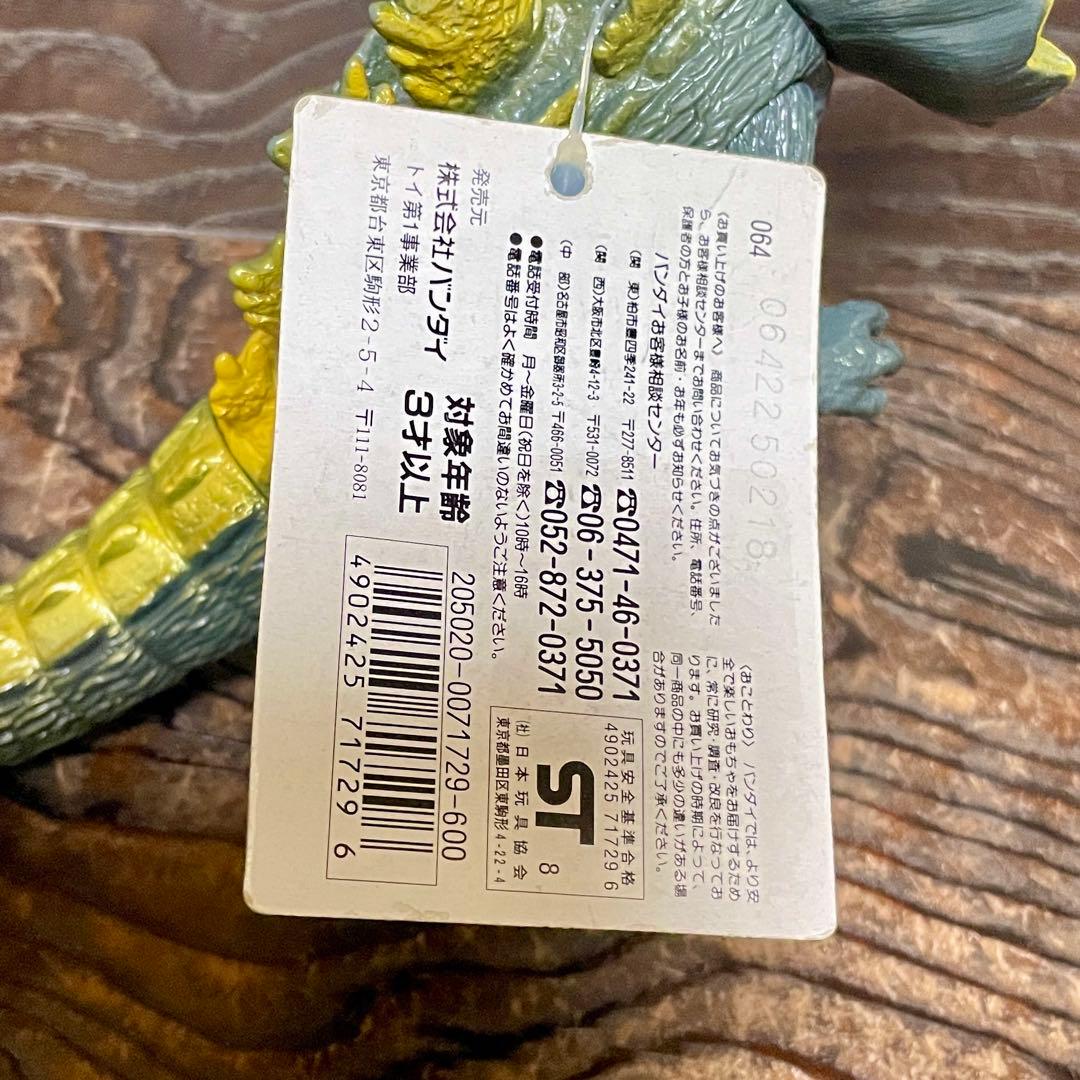 064
0642250218
〈お買い上げのお客様へ〉 商品についてお気づきの点がございました
ら、お客様相談センターまでお問い合わせください。住所、電話番号、
保護者の方とお子様のお名前・お年も必ずお知らせください。
バンダイお客様相談センター
(関 東)柏市豊四季241-22 〒277-8511 ☎0471-46-0371
(関 西)大阪市北区豊崎4-12-3 〒531-0072 ☎06-375-5050
(中 部)名古屋市昭和区御器所3-2-5 〒466-0051 ☎052-872-0371
●電話受付時間 月～金曜日(祝日を除く)10時～16時
●電話番号はよく確かめてお間違いのないようご注意ください。
〈おことわり〉 バンダイでは、より安
全で楽しいおもちゃをお届けするため
に、常に研究・調査・改良を行なってお
ります。お買い上げの時期によって、
同一商品の中にも多少の違いがある場
合がありますのでご了承ください。
玩具安全基準合格
4902425 71729 6
ST 8
(社)日本玩具協会
東京都墨田区東駒形4-22-4
発売元
株式会社バンダイ
トイ第1事業部
東京都台東区駒形2-5-4 〒111-8081
対象年齢
3才以上
205020-0071729-600
4902425 717296